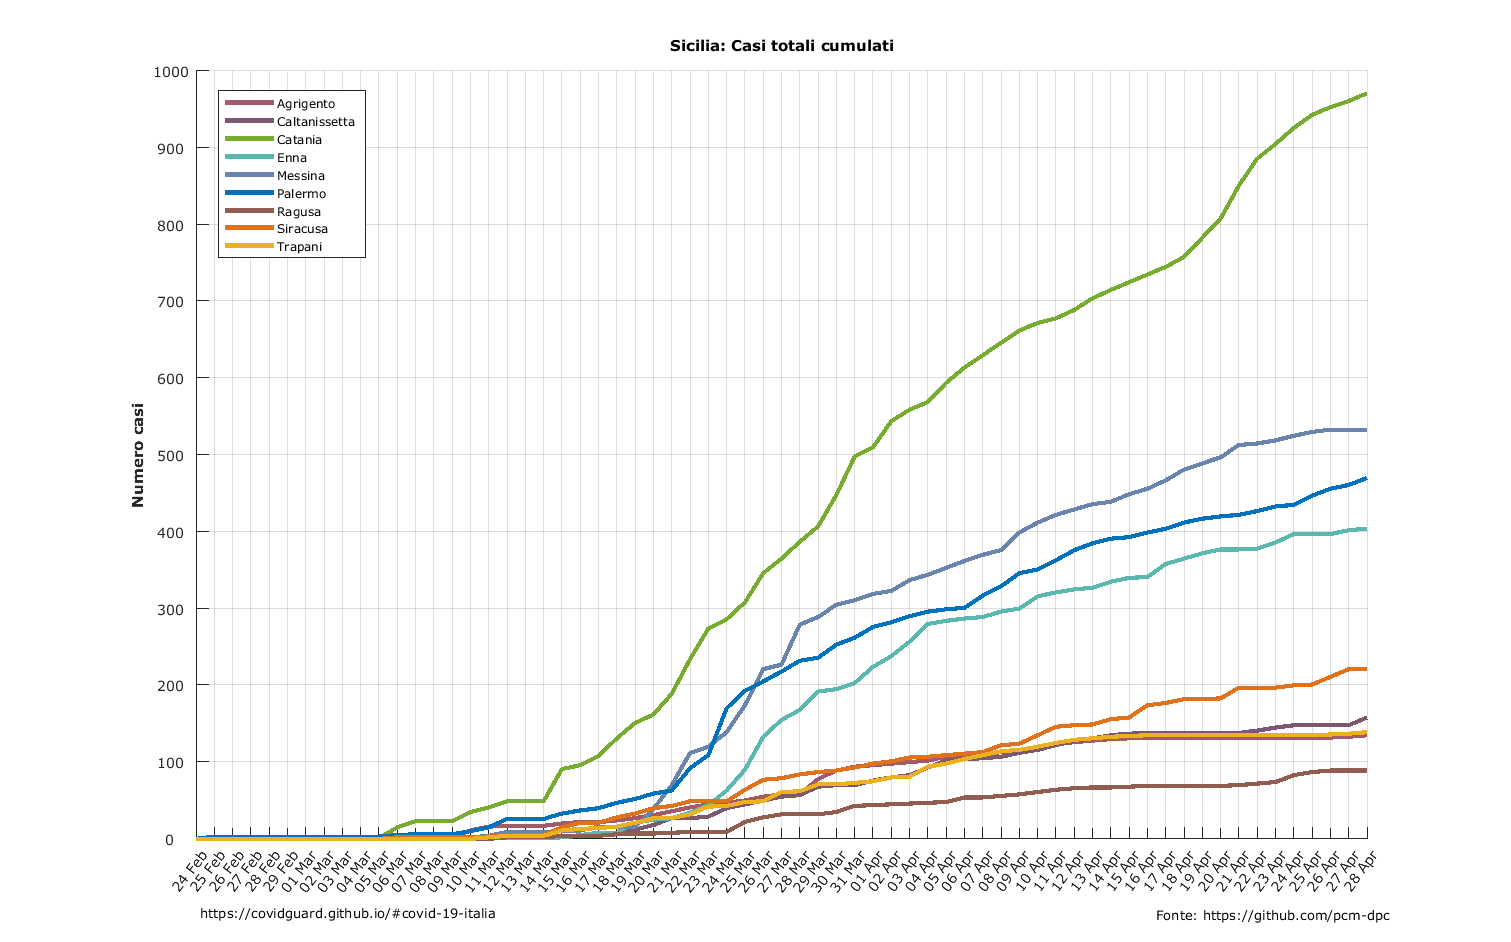 Sicilia: Casi totali cumulati
1000
900
800
700
600
500
400
300
200
100
0
Numero casi
Agrigento
Caltanissetta
Catania
Enna
Messina
Palermo
Ragusa
Siracusa
Trapani
24 Feb
25 Feb
26 Feb
27 Feb
28 Feb
29 Feb
01 Mar
02 Mar
03 Mar
04 Mar
05 Mar
06 Mar
07 Mar
08 Mar
09 Mar
10 Mar
11 Mar
12 Mar
13 Mar
14 Mar
15 Mar
16 Mar
17 Mar
18 Mar
19 Mar
20 Mar
21 Mar
22 Mar
23 Mar
24 Mar
25 Mar
26 Mar
27 Mar
28 Mar
29 Mar
30 Mar
31 Mar
01 Apr
02 Apr
03 Apr
04 Apr
05 Apr
06 Apr
07 Apr
08 Apr
09 Apr
10 Apr
11 Apr
12 Apr
13 Apr
14 Apr
15 Apr
16 Apr
17 Apr
18 Apr
19 Apr
20 Apr
21 Apr
22 Apr
23 Apr
24 Apr
25 Apr
26 Apr
27 Apr
28 Apr
https://covidguard.github.io/#covid-19-italia
Fonte: https://github.com/pcm-dpc